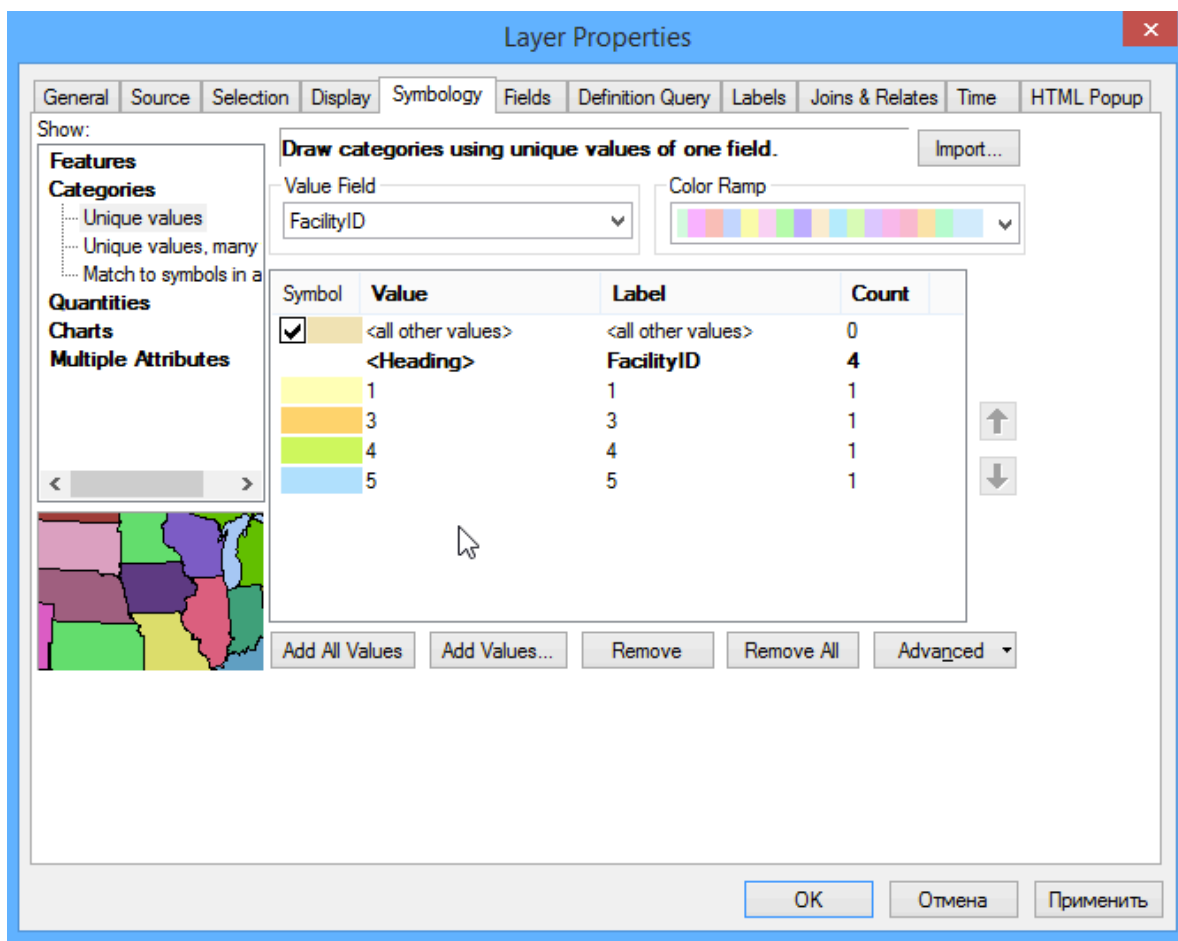 Layer Properties
General Source Selection Display Symbology Fields Definition Query Labels Joins & Relates Time HTML Popup
Show:
Features
Categories
Unique values
Unique values, many
Match to symbols in a
Quantities
Charts
Multiple Attributes
Draw categories using unique values of one field.
Import...
Value Field
FacilityID
Color Ramp
Symbol Value Label Count
<all other values> <all other values> 0
<Heading> FacilityID 4
1 1 1
3 3 1
4 4 1
5 5 1
Add All Values Add Values... Remove Remove All Advanced
OK Отмена Применить